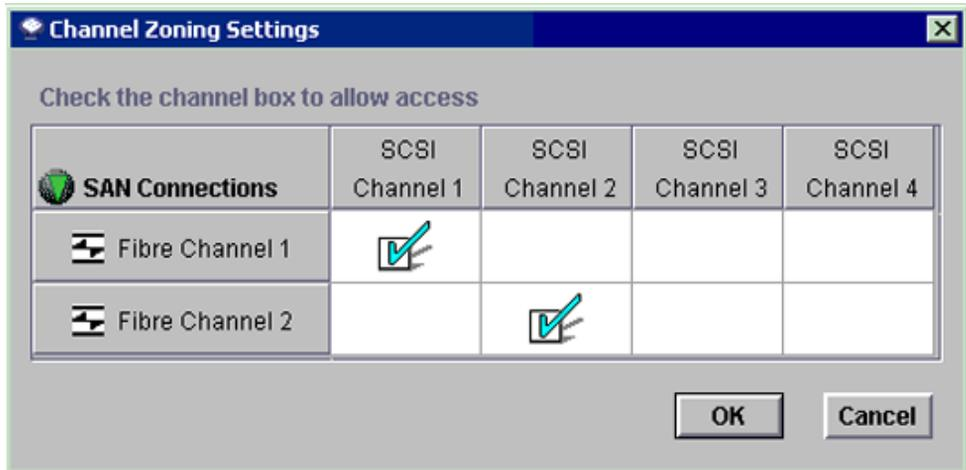 Channel Zoning Settings
Check the channel box to allow access
SAN Connections
SCSI Channel 1
SCSI Channel 2
SCSI Channel 3
SCSI Channel 4
Fibre Channel 1
Fibre Channel 2
OK
Cancel